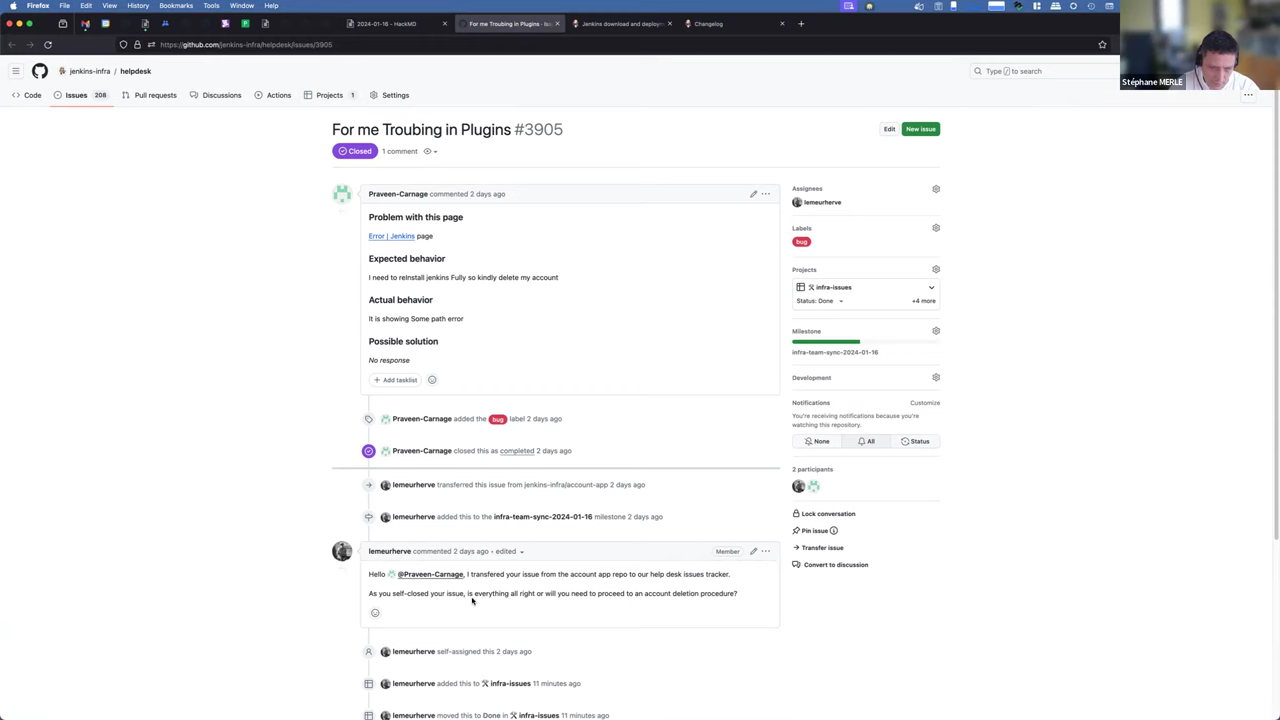 Firefox File Edit View History Bookmarks Tools Window Help
2024-01-16 - HackMD
For me Troubing in Plugins
Jenkins download and deploym
Changelog
https://github.com/jenkins-infra/helpdesk/issues/3905
jenkins-infra / helpdesk
Type / to search
Code
Issues 208
Pull requests
Discussions
Actions
Projects 1
Settings
Stéphane MERLE
For me Troubing in Plugins #3905
Edit
New issue
Closed
1 comment
Praveen-Carnage commented 2 days ago
Problem with this page
Error | Jenkins page
Expected behavior
I need to reInstall jenkins Fully so kindly delete my account
Actual behavior
It is showing Some path error
Possible solution
No response
Add tasklist
Praveen-Carnage added the bug label 2 days ago
Praveen-Carnage closed this as completed 2 days ago
lemeurherve transferred this issue from jenkins-infra/account-app 2 days ago
lemeurherve added this to the infra-team-sync-2024-01-16 milestone 2 days ago
lemeurherve commented 2 days ago • edited
Member
Hello @Praveen-Carnage, I transfered your issue from the account app repo to our help desk issues tracker.
As you self-closed your issue, is everything all right or will you need to proceed to an account deletion procedure?
lemeurherve self-assigned this 2 days ago
lemeurherve added this to infra-issues 11 minutes ago
lemeurherve moved this to Done in infra-issues 11 minutes ago
Assignees
lemeurherve
Labels
bug
Projects
infra-issues
Status: Done
+4 more
Milestone
infra-team-sync-2024-01-16
Development
Notifications
Customize
You're receiving notifications because you're
watching this repository.
None
All
Status
2 participants
Lock conversation
Pin issue
Transfer issue
Convert to discussion